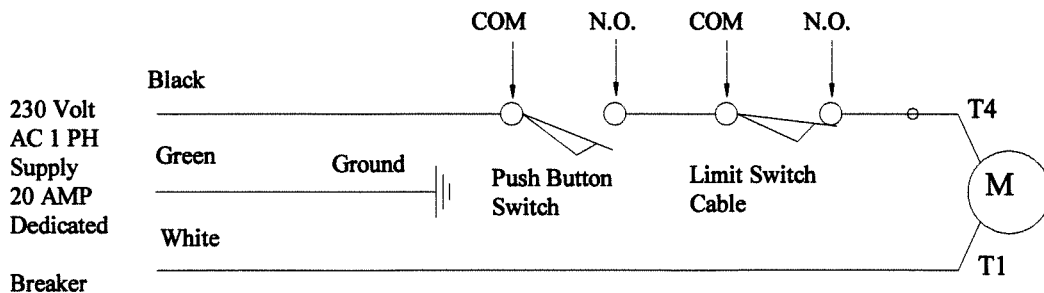 COM
N.O.
COM
N.O.
Black
230 Volt
AC 1 PH
Supply
20 AMP
Dedicated
Breaker
Green
Ground
White
Push Button
Switch
Limit Switch
Cable
T4
M
T1